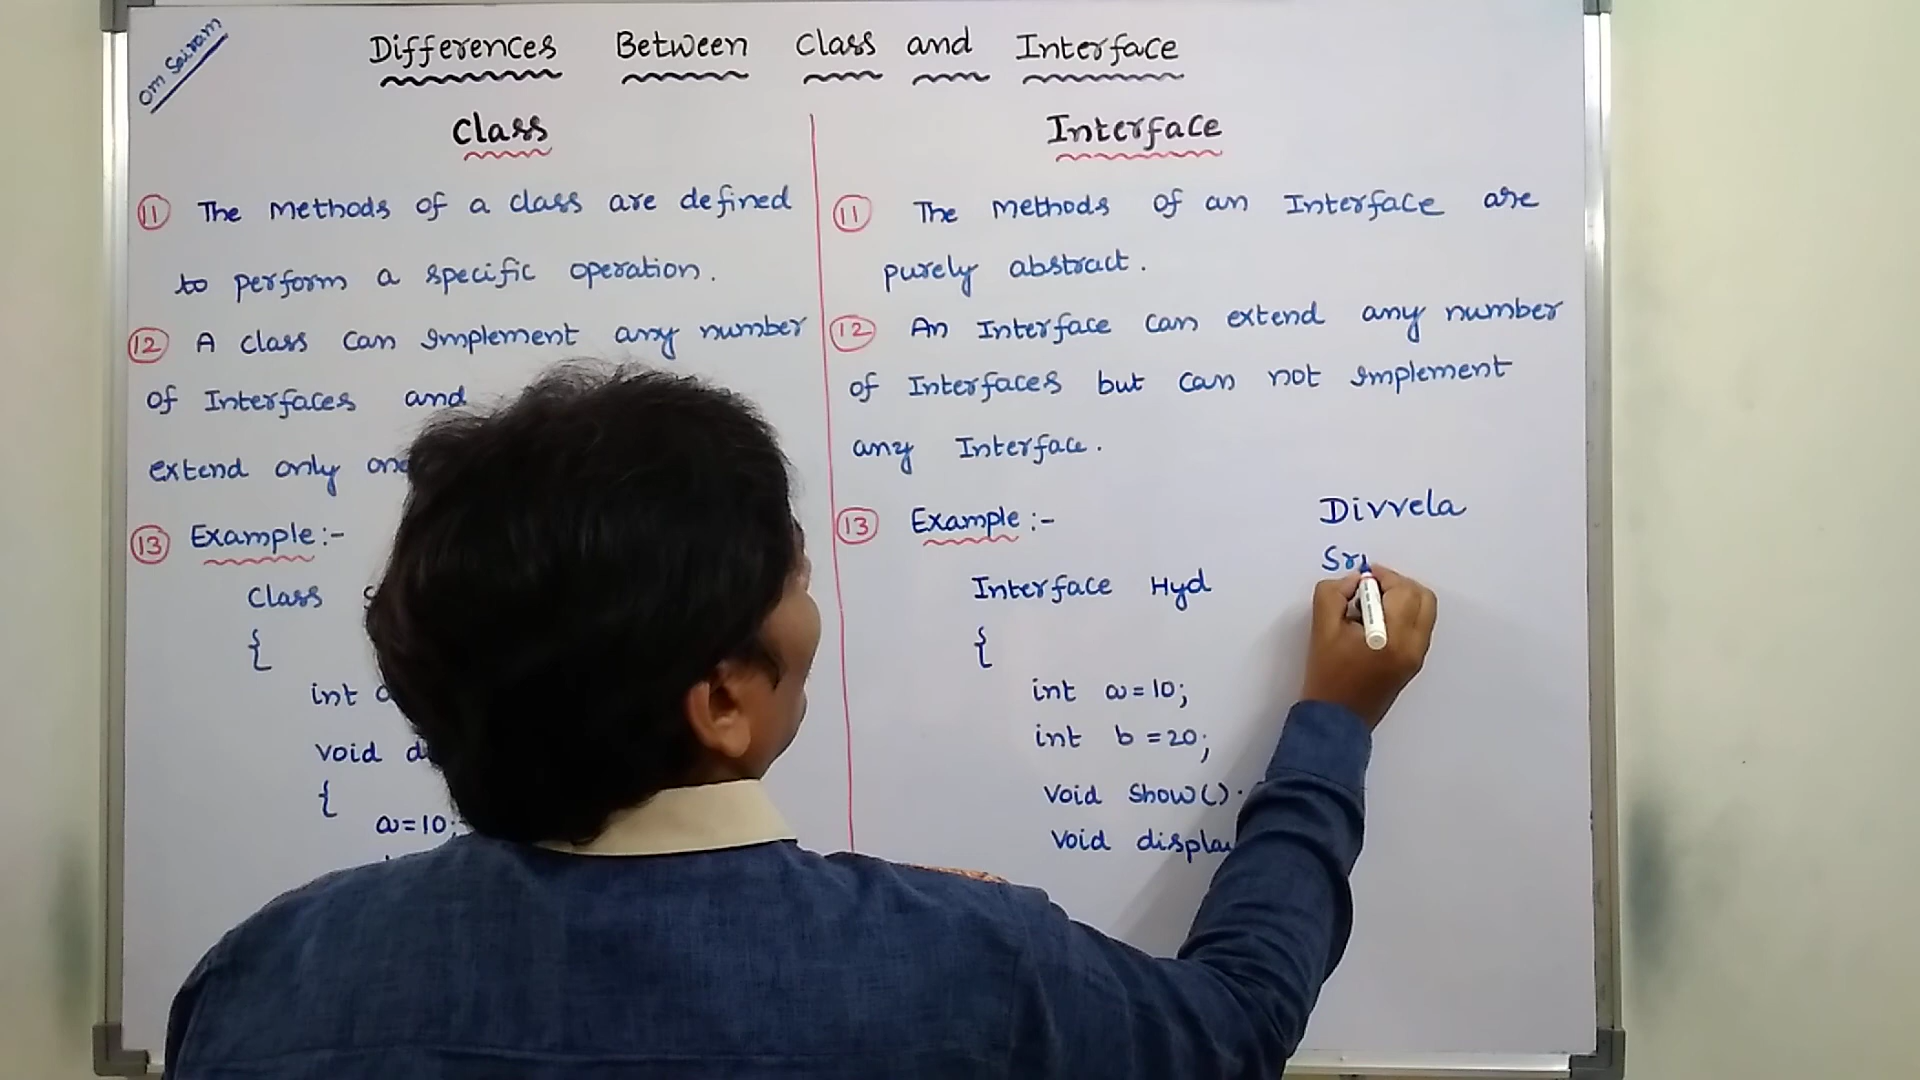 Om Sairam
Differences Between Class and Interface
Class
11 The methods of a class are defined
to perform a specific operation.
12 A class can implement any number
of Interfaces and
extend only
13 Example:-
Class
{
int
void
{
a=10;
Interface
11 The methods of an Interface are
purely abstract.
12 An Interface can extend any number
of Interfaces but can not implement
any Interface.
13 Example:-
Interface Hyd
{
int a=10;
int b=20;
void show()
void
Divvela